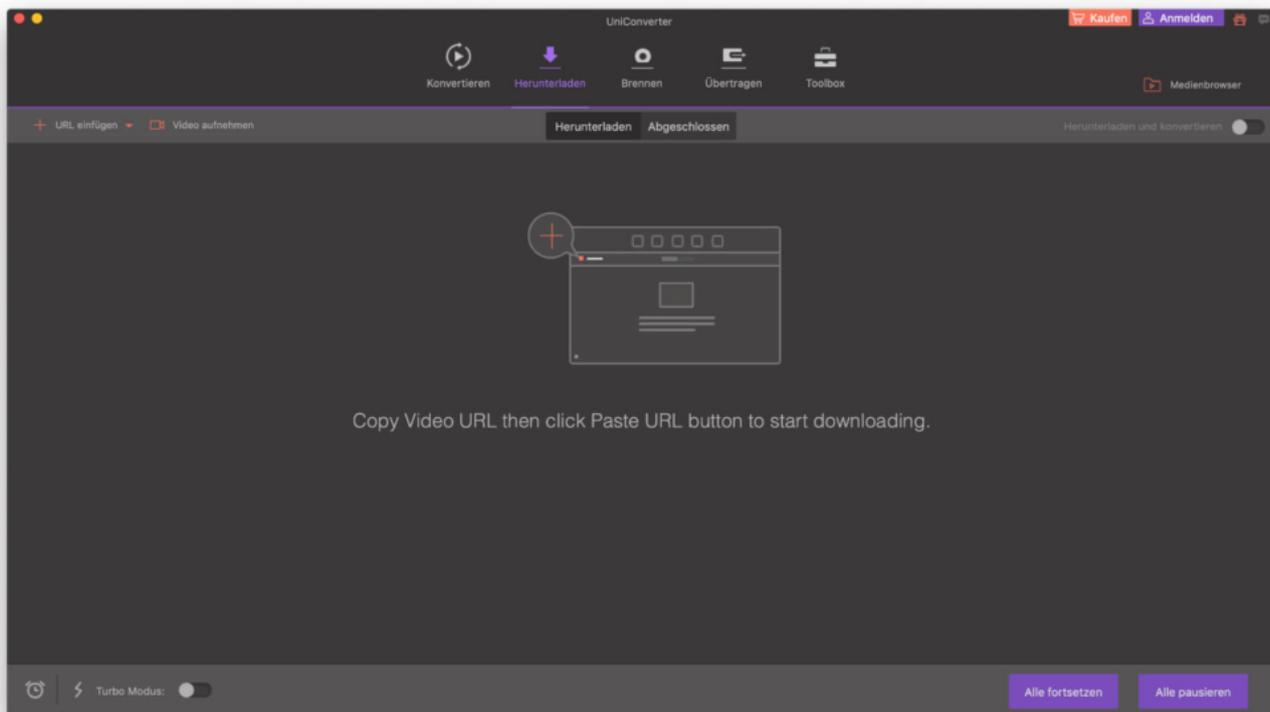 UniConverter
Kaufen
Anmelden
Konvertieren
Herunterladen
Brennen
Übertragen
Toolbox
Medienbrowser
URL einfügen
Video aufnehmen
Herunterladen
Abgeschlossen
Herunterladen und konvertieren
Copy Video URL then click Paste URL button to start downloading.
Turbo Modus:
Alle fortsetzen
Alle pausieren